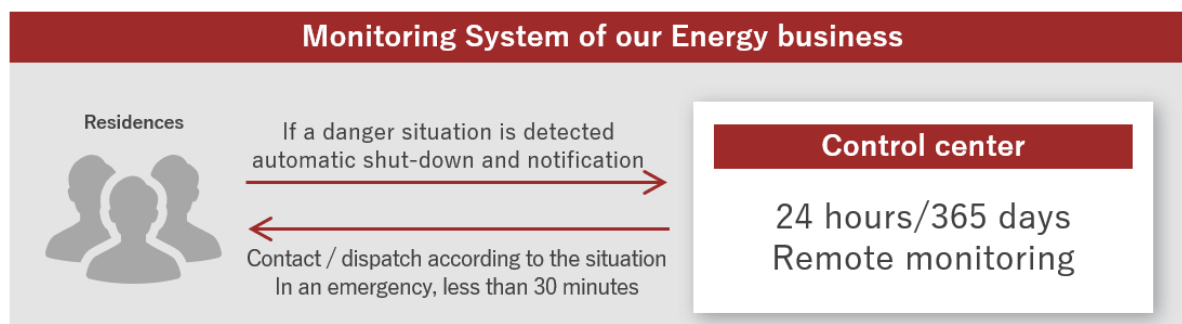 Monitoring System of our Energy business
Residences
If a danger situation is detected
automatic shut-down and notification
Contact / dispatch according to the situation
In an emergency, less than 30 minutes
Control center
24 hours/365 days
Remote monitoring